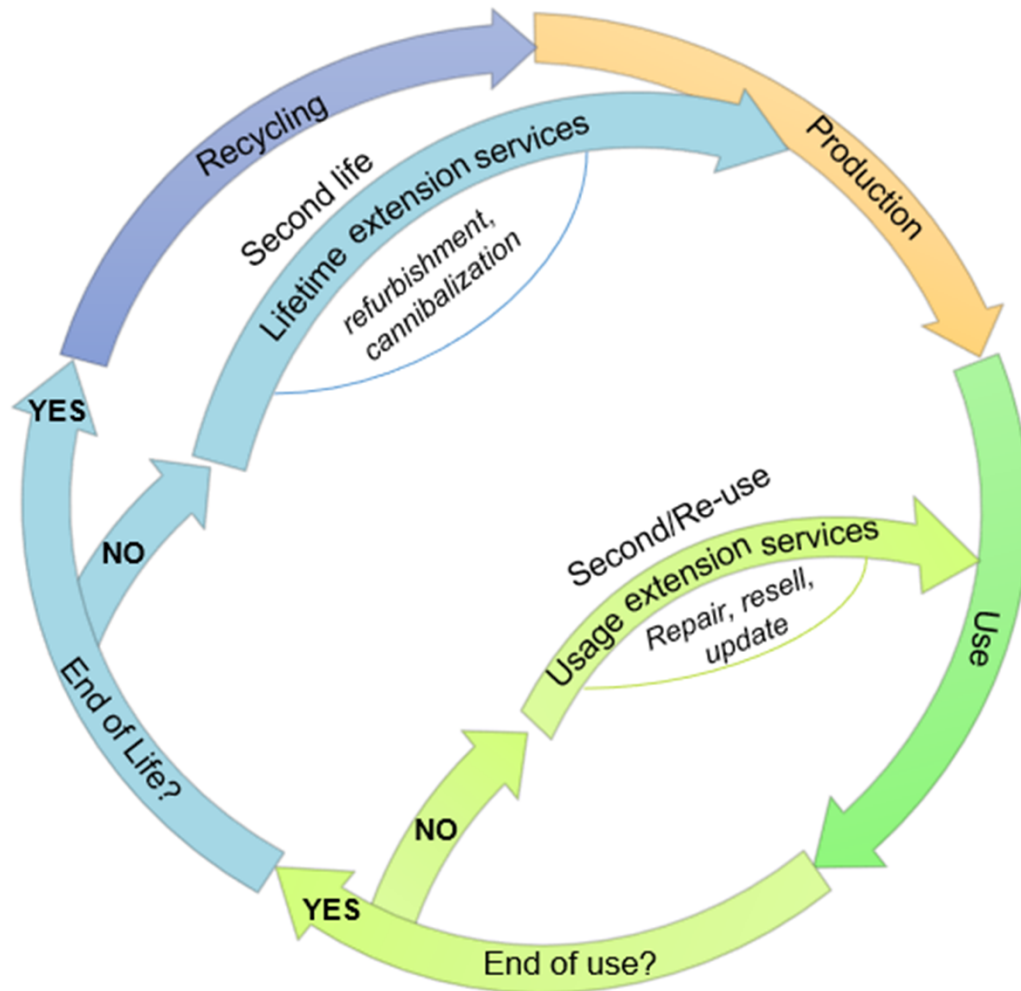 Recycling
Production
Second life
Lifetime extension services
refurbishment,
cannibalization
YES
NO
End of Life?
Second/Re-use
Usage extension services
Repair, resell,
update
Use
NO
YES
End of use?